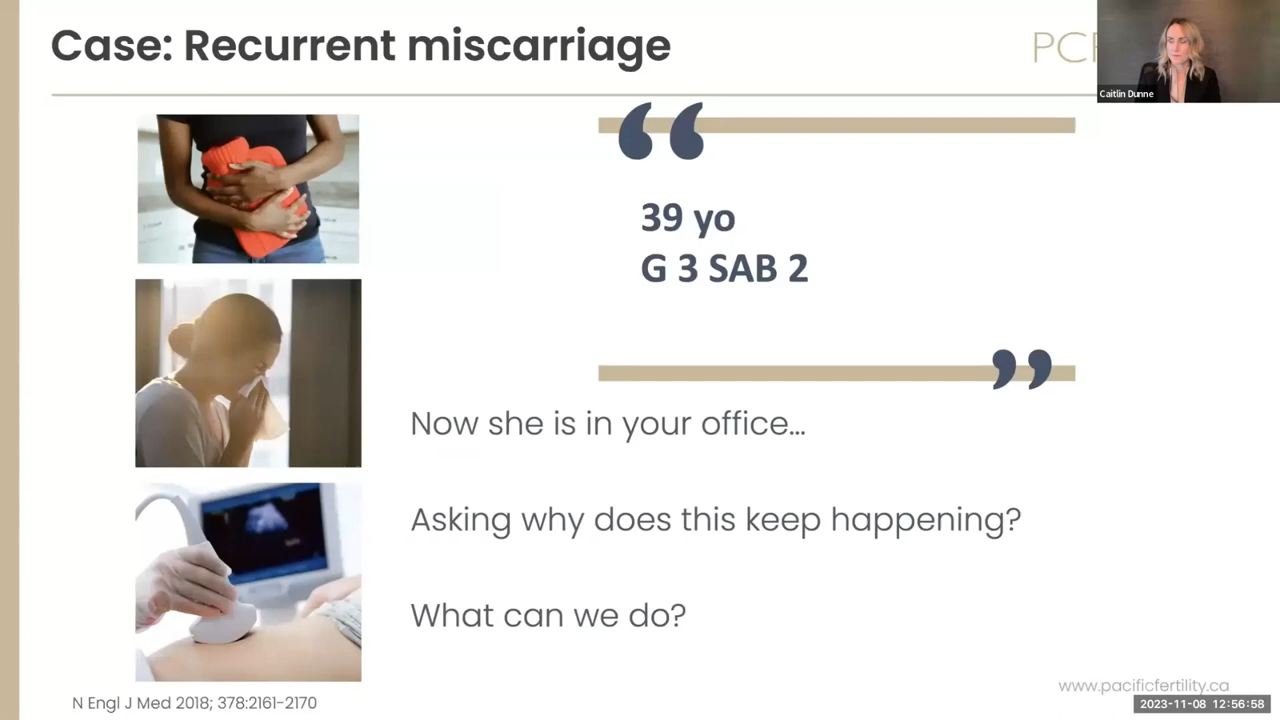 Case: Recurrent miscarriage
Caitlin Dunne
39 yo
G 3 SAB 2
Now she is in your office...
Asking why does this keep happening?
What can we do?
www.pacificfertility.ca
N Engl J Med 2018; 378:2161-2170
2023-11-08 12:56:58